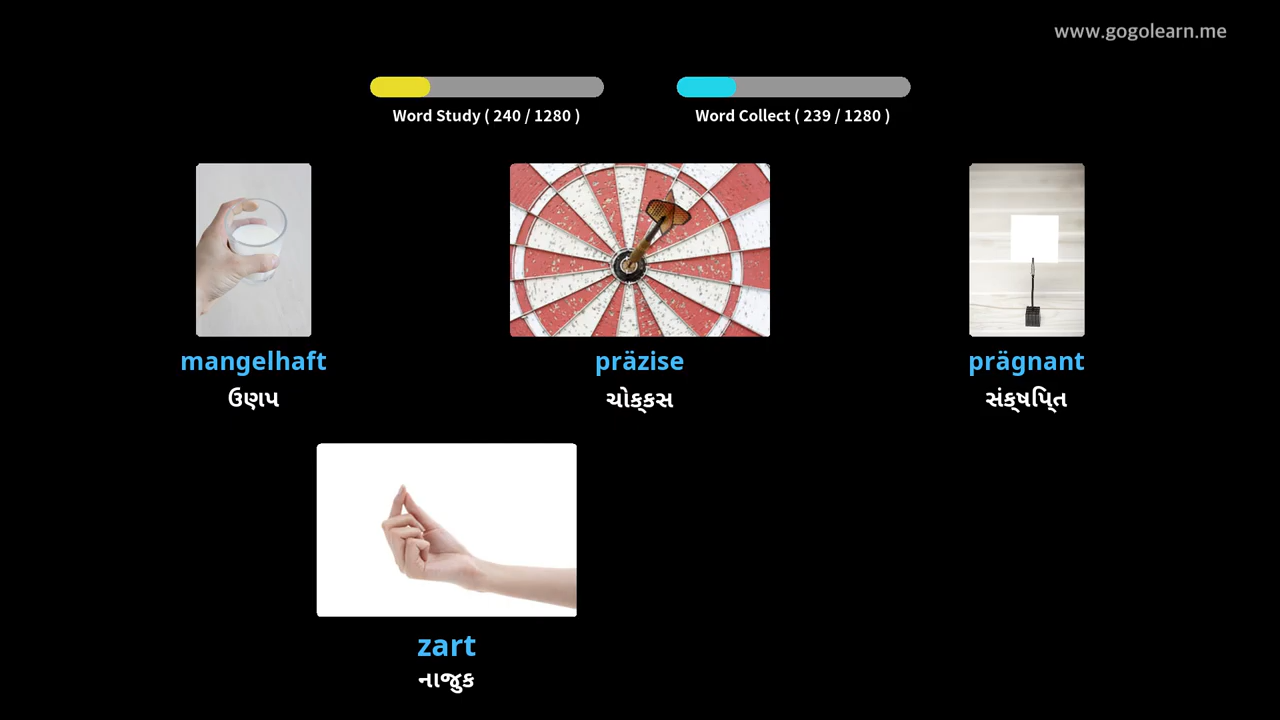 www.gogolearn.me
Word Study ( 240 / 1280 )
Word Collect ( 239 / 1280 )
mangelhaft
ઉણપ
präzise
ચોક્કસ
prägnant
સંક્ષિપ્ત
zart
નાજુક